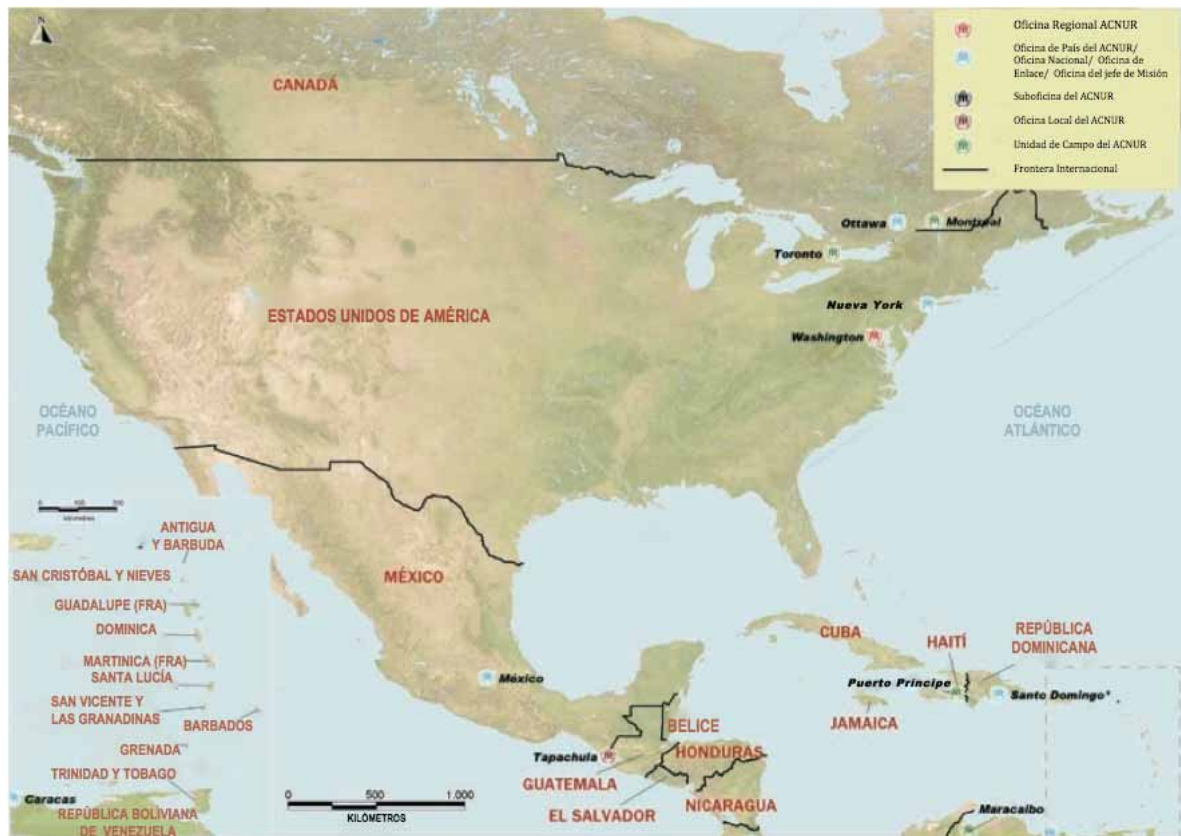 N
Oficina Regional ACNUR
Oficina de País del ACNUR/
Oficina Nacional/ Oficina de
Enlace/ Oficina del jefe de Misión
Suboficina del ACNUR
Oficina Local del ACNUR
Unidad de Campo del ACNUR
Frontera Internacional
CANADÁ
Ottawa
Montreal
Toronto
Nueva York
ESTADOS UNIDOS DE AMÉRICA
Washington
OCÉANO
PACÍFICO
OCÉANO
ATLÁNTICO
ANTIGUA
Y BARBUDA
SAN CRISTÓBAL Y NIEVES
GUADALUPE (FRA)
DOMINICA
MARTINICA (FRA)
SANTA LUCÍA
SAN VICENTE Y
LAS GRANADINAS
BARBADOS
GRENADA
TRINIDAD Y TOBAGO
Caracas
REPÚBLICA BOLIVIANA
DE VENEZUELA
MÉXICO
México
CUBA
HAITÍ
REPÚBLICA
DOMINICANA
Puerto Príncipe
Santo Domingo*
JAMAICA
BELICE
Tapachula
HONDURAS
GUATEMALA
EL SALVADOR
NICARAGUA
0 500 1.000
KILÓMETROS
Maracaibo